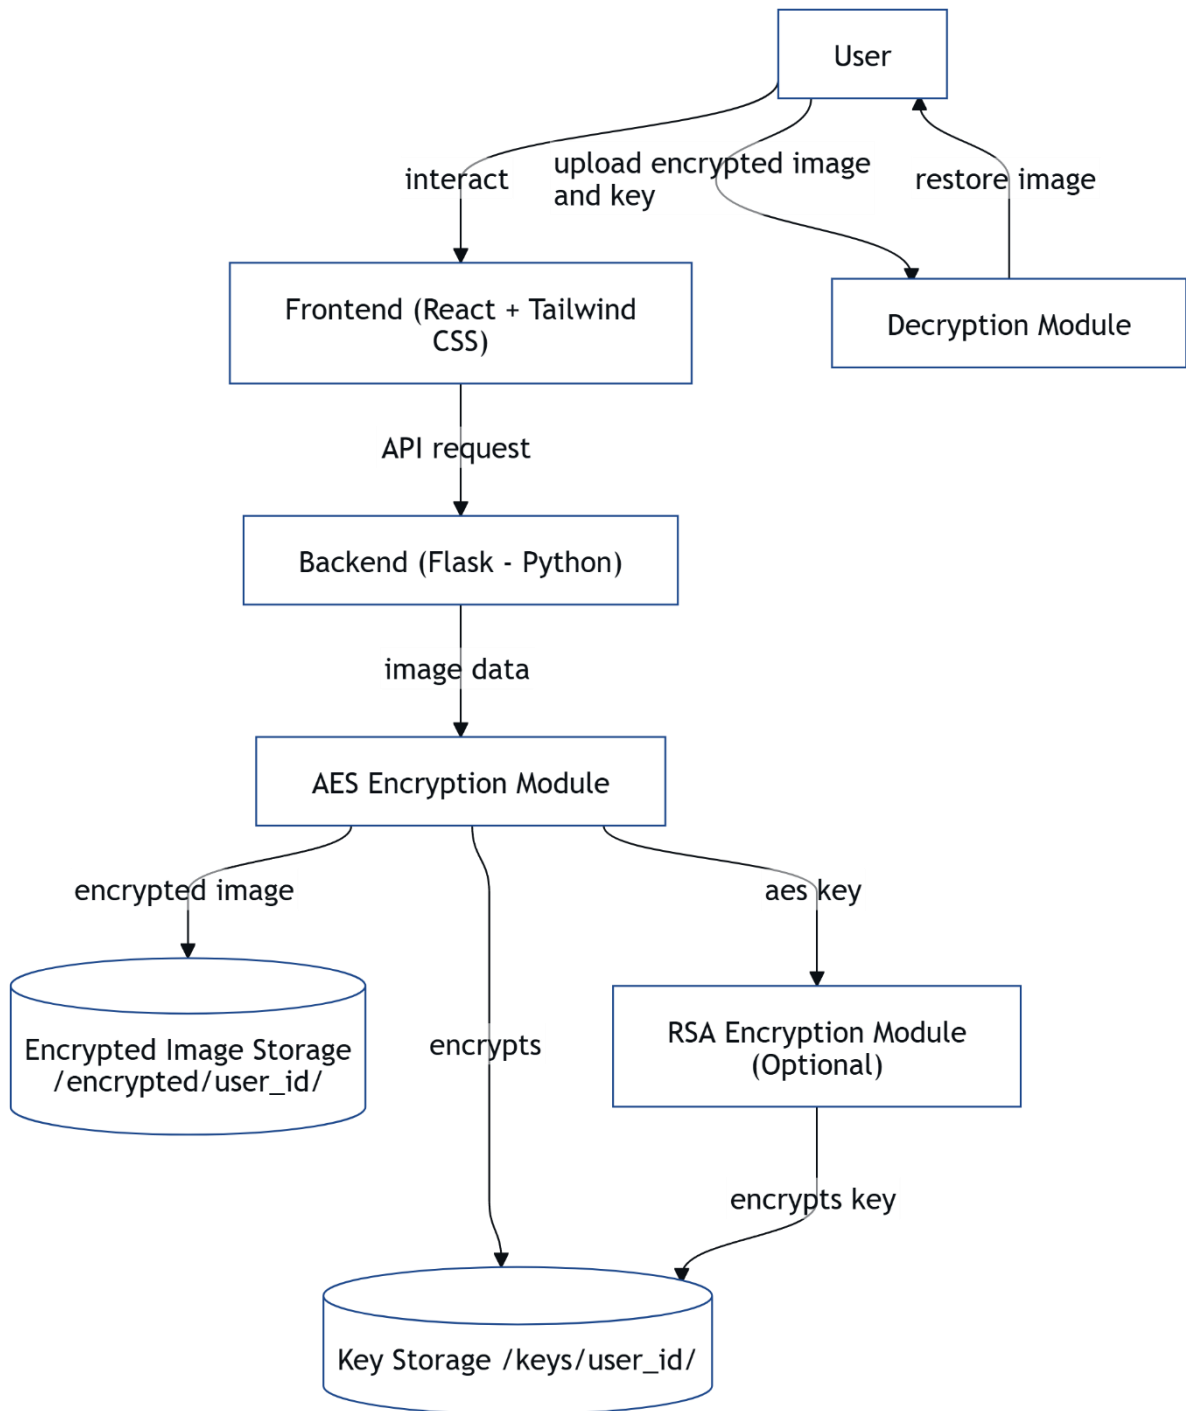 User
interact
upload encrypted image
and key
restore image
Frontend (React + Tailwind
CSS)
Decryption Module
API request
Backend (Flask - Python)
image data
AES Encryption Module
encrypted image
aes key
Encrypted Image Storage
/encrypted/user_id/
encrypts
RSA Encryption Module
(Optional)
encrypts key
Key Storage /keys/user_id/